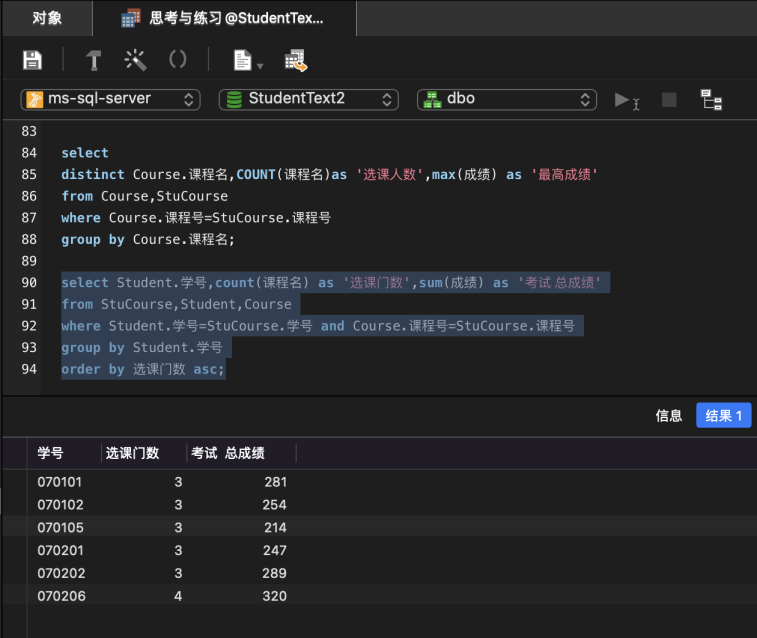 对象
思考与练习 @StudentTex...
ms-sql-server
StudentText2
dbo
83
84 select
85 distinct Course.课程名,COUNT(课程名)as '选课人数',max(成绩) as '最高成绩'
86 from Course,StuCourse
87 where Course.课程号=StuCourse.课程号
88 group by Course.课程名;
89
90 select Student.学号,count(课程名) as '选课门数',sum(成绩) as '考试 总成绩'
91 from StuCourse,Student,Course
92 where Student.学号=StuCourse.学号 and Course.课程号=StuCourse.课程号
93 group by Student.学号
94 order by 选课门数 asc;
信息 结果 1
学号 选课门数 考试 总成绩
070101 3 281
070102 3 254
070105 3 214
070201 3 247
070202 3 289
070206 4 320